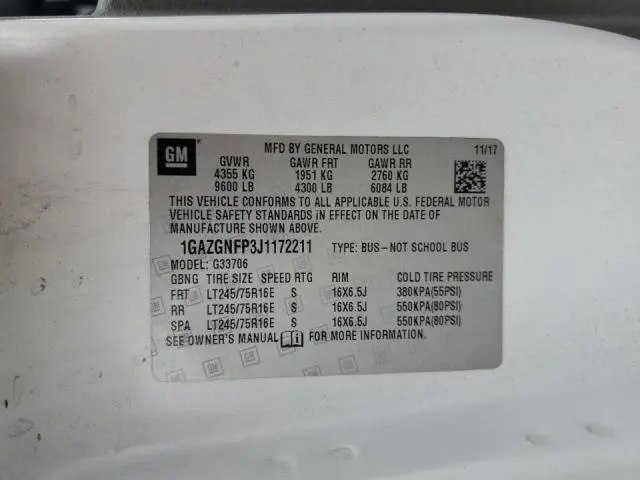 GM
MFD BY GENERAL MOTORS LLC 11/17
GVWR GAWR FRT GAWR RR
4355 KG 1951 KG 2760 KG
9600 LB 4300 LB 6084 LB
THIS VEHICLE CONFORMS TO ALL APPLICABLE U.S. FEDERAL MOTOR
VEHICLE SAFETY STANDARDS IN EFFECT ON THE DATE OF
MANUFACTURE SHOWN ABOVE.
1GAZGNFP3J1172211 TYPE: BUS-NOT SCHOOL BUS
MODEL: G33706
GBNG TIRE SIZE SPEED RTG RIM COLD TIRE PRESSURE
FRT LT245/75R16E S 16X6.5J 380KPA(55PSI)
RR LT245/75R16E S 16X6.5J 550KPA(80PSI)
SPA LT245/75R16E S 16X6.5J 550KPA(80PSI)
SEE OWNER'S MANUAL FOR MORE INFORMATION.